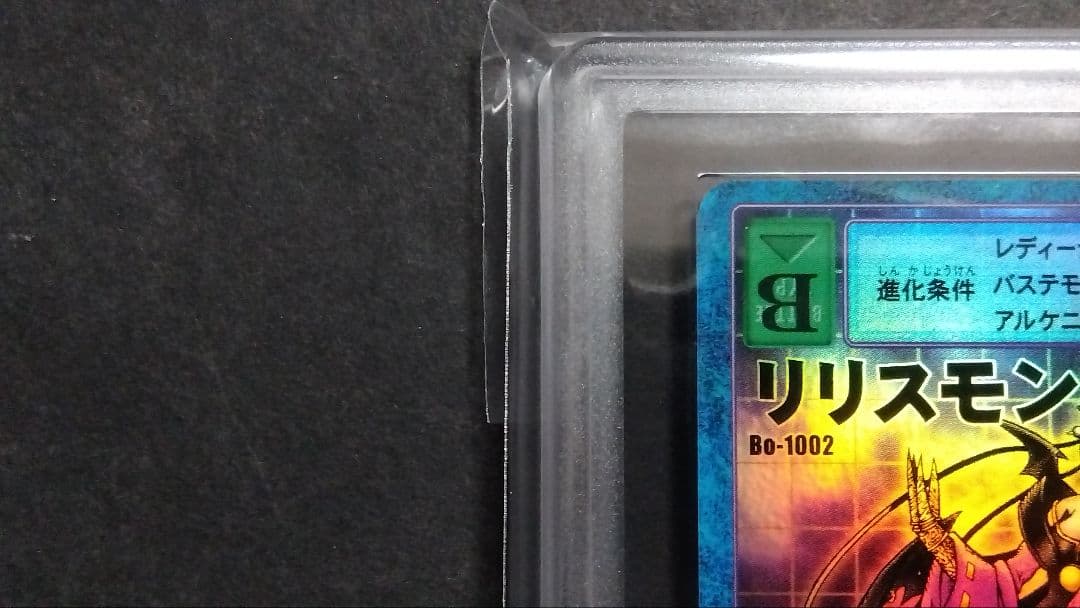 B
しんかじょうけん
進化条件
レディー
バステモ
アルケニ
リリスモン
Bo-1002